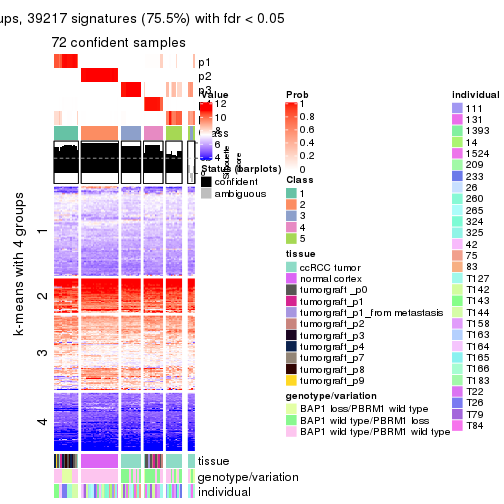 ups, 39217 signatures (75.5%) with fdr < 0.05
72 confident samples
p1
p2
p3
Value
12
10
8
6
4
Status (barplots)
confident
ambiguous
Silhouette
score
k-means with 4 groups
1
2
3
4
tissue
genotype/variation
individual
Prob
1
0.8
0.6
0.4
0.2
0
Class
1
2
3
4
5
tissue
ccRCC tumor
normal cortex
tumorgraft_p0
tumorgraft_p1
tumorgraft_p1_from metastasis
tumorgraft_p2
tumorgraft_p3
tumorgraft_p4
tumorgraft_p7
tumorgraft_p8
tumorgraft_p9
genotype/variation
BAP1 loss/PBRM1 wild type
BAP1 wild type/PBRM1 loss
BAP1 wild type/PBRM1 wild type
individual
111
131
1393
14
1524
209
233
26
260
265
324
325
42
75
83
T127
T142
T143
T144
T158
T163
T164
T165
T166
T183
T22
T26
T79
T84